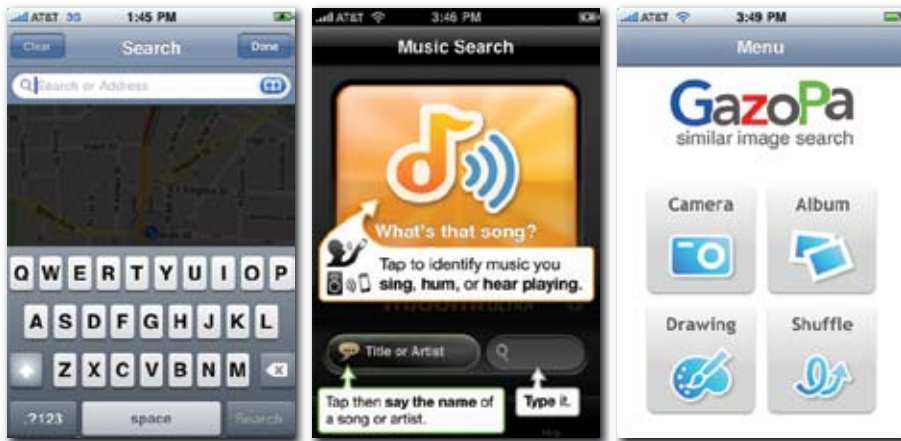 AT&T 3G 1:45 PM
Clear Search Done
Search or Address
Q W E R T Y U I O P
A S D F G H J K L
Z X C V B N M
.?123 space Search
AT&T 3:46 PM
Music Search
What's that song?
Tap to identify music you
sing, hum, or hear playing.
Title or Artist
Tap then say the name of
a song or artist.
Type it.
AT&T 3:49 PM
Menu
GazoPa
similar image search
Camera Album
Drawing Shuffle